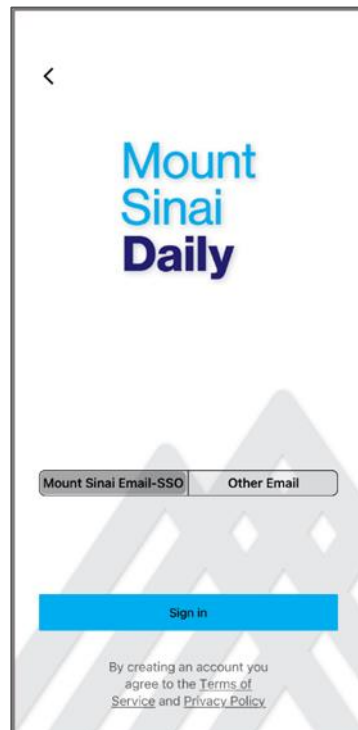 Mount
Sinai
Daily
Mount Sinai Email-SSO Other Email
Sign in
By creating an account you
agree to the Terms of
Service and Privacy Policy